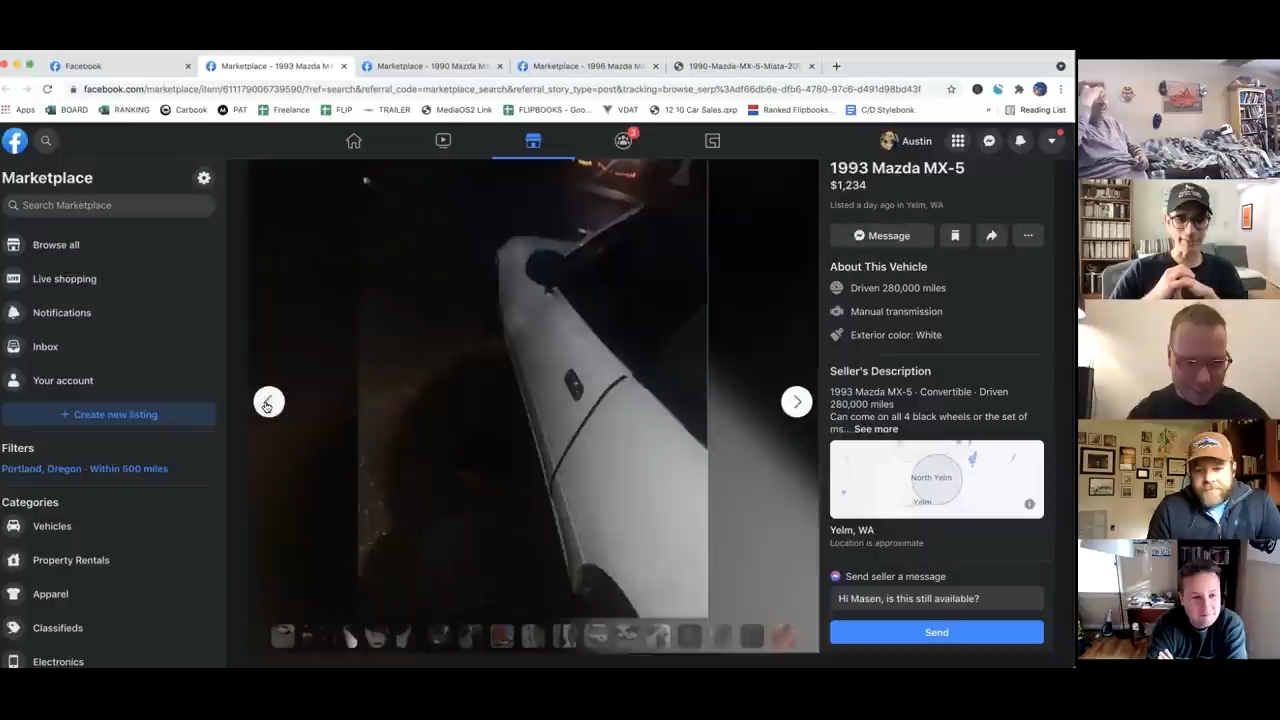 Facebook
Marketplace - 1993 Mazda MX
Marketplace - 1990 Mazda MX
Marketplace - 1996 Mazda MX
1990-Mazda-MX-5-Miata-20
facebook.com/marketplace/item/611179006739590/?ref=search&referral_code=marketplace_search&referral_story_type=post&tracking=browse_serp%3Adf66db6e-dfb6-4780-97c6-d491d98bd43f
Apps
BOARD
RANKING
Carbook
PAT
Freelance
FLIP
TRAILER
MediaOS2 Link
FLIPBOOKS - Goo...
VDAT
12 10 Car Sales.qxp
Ranked Flipbooks...
C/D Stylebook
»
Reading List
3
Austin
Marketplace
Search Marketplace
Browse all
LIVE
Live shopping
Notifications
Inbox
Your account
+ Create new listing
Filters
Portland, Oregon · Within 600 miles
Categories
Vehicles
Property Rentals
Apparel
Classifieds
Electronics
1993 Mazda MX-5
$1,234
Listed a day ago in Yelm, WA
Message
About This Vehicle
Driven 280,000 miles
Manual transmission
Exterior color: White
Seller's Description
1993 Mazda MX-5 · Convertible · Driven
280,000 miles
Can come on all 4 black wheels or the set of
ms... See more
North Yelm
Yelm
Yelm, WA
Location is approximate
Send seller a message
Hi Masen, is this still available?
Send